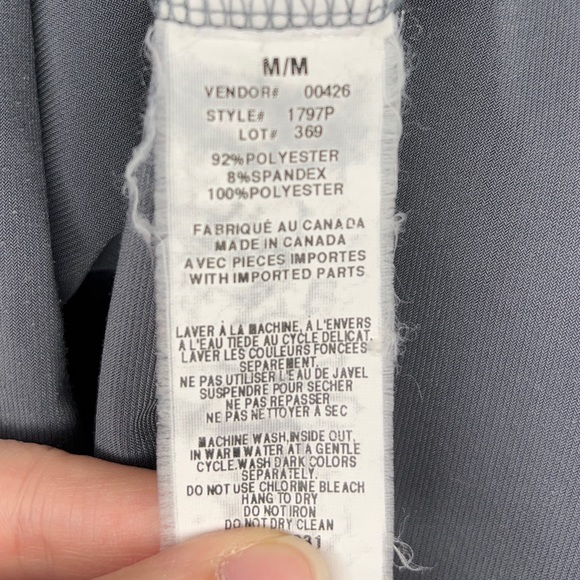 M/M
VENDOR# 00426
STYLE# 1797P
LOT# 369
92%POLYESTER
8%SPANDEX
100%POLYESTER
FABRIQUÉ AU CANADA
MADE IN CANADA
AVEC PIECES IMPORTES
WITH IMPORTED PARTS
LAVER À LA MACHINE, À L'ENVERS
À L'EAU TIEDE AU CYCLE DELICAT.
LAVER LES COULEURS FONCÉES
SEPAREMENT
NE PAS UTILISER L'EAU DE JAVEL
SUSPENDRE POUR SECHER
NE PAS REPASSER
NE PAS NETTOYER À SEC
MACHINE WASH,INSIDE OUT,
IN WARM WATER AT A GENTLE
CYCLE.WASH DARK COLORS
SEPARATELY.
DO NOT USE CHLORINE BLEACH
HANG TO DRY
DO NOT IRON
DO NOT DRY CLEAN